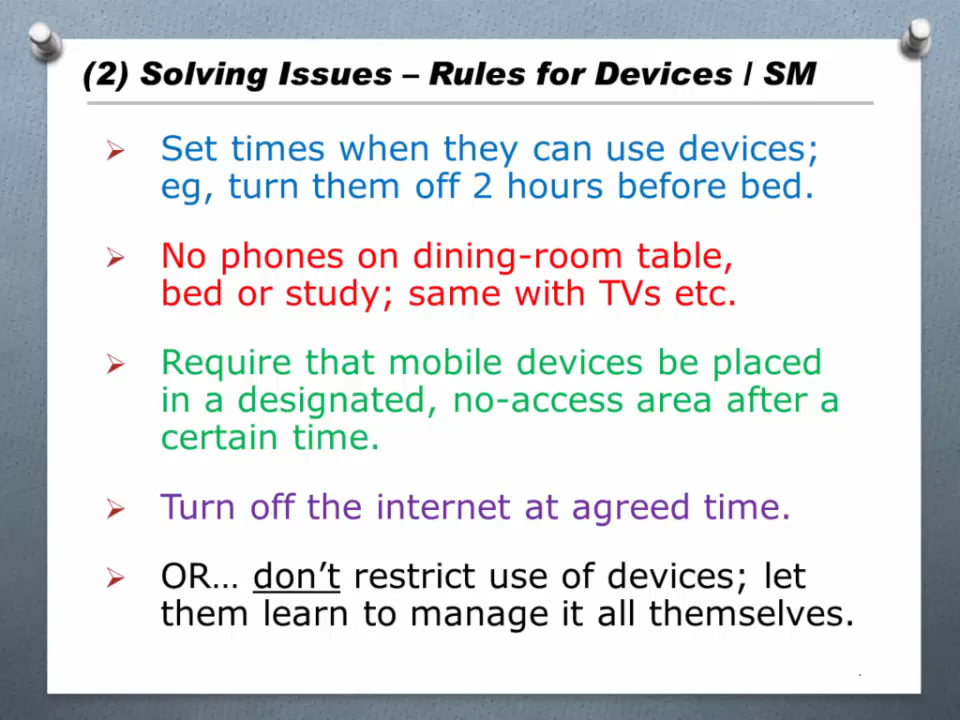 (2) Solving Issues – Rules for Devices / SM
Set times when they can use devices;
eg, turn them off 2 hours before bed.
No phones on dining-room table,
bed or study; same with TVs etc.
Require that mobile devices be placed
in a designated, no-access area after a
certain time.
Turn off the internet at agreed time.
OR… don’t restrict use of devices; let
them learn to manage it all themselves.